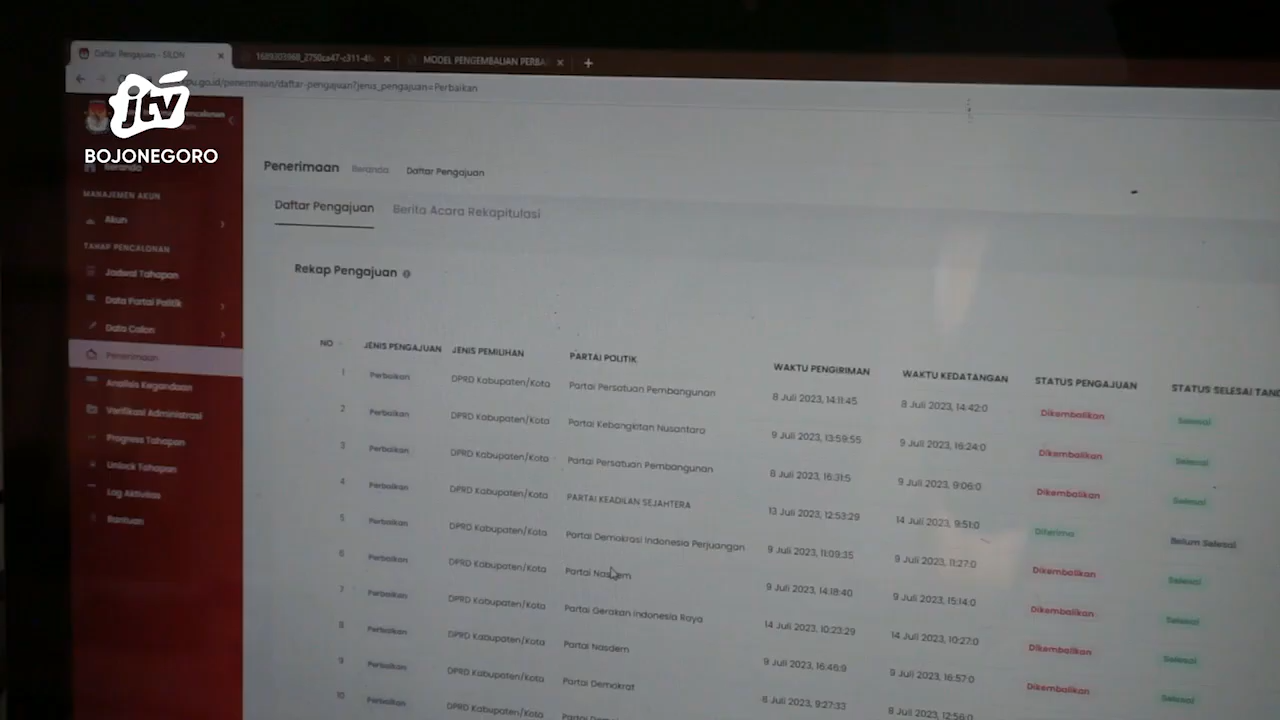 Daftar Pengajuan - SILON
MODEL PENGEMBALIAN PERBA
go.id/penerimaan/daftar-pengajuan?jenis_pengajuan=Perbaikan
jtv
BOJONEGORO
Beranda
MANAJEMEN AKUN
Akun
TAHAP PENCALONAN
Jadwal Tahapan
Data Partai Politik
Data Calon
Penerimaan
Analisis Kegandaan
Verifikasi Administrasi
Progress Tahapan
Unlock Tahapan
Log Aktivitas
Bantuan
Penerimaan Beranda Daftar Pengajuan
Daftar Pengajuan Berita Acara Rekapitulasi
Rekap Pengajuan
NO JENIS PENGAJUAN JENIS PEMILIHAN PARTAI POLITIK WAKTU PENGIRIMAN WAKTU KEDATANGAN STATUS PENGAJUAN STATUS SELESAI TAN
1 Perbaikan DPRD Kabupaten/Kota Partai Persatuan Pembangunan 8 Juli 2023, 14:11:45 8 Juli 2023, 14:42:0 Dikembalikan Selesai
2 Perbaikan DPRD Kabupaten/Kota Partai Kebangkitan Nusantara 9 Juli 2023, 13:59:55 9 Juli 2023, 16:24:0 Dikembalikan Selesai
3 Perbaikan DPRD Kabupaten/Kota Partai Persatuan Pembangunan 8 Juli 2023, 16:31:5 9 Juli 2023, 9:06:0 Dikembalikan Selesai
4 Perbaikan DPRD Kabupaten/Kota PARTAI KEADILAN SEJAHTERA 13 Juli 2023, 12:53:29 14 Juli 2023, 9:51:0 Diterima Belum Selesai
5 Perbaikan DPRD Kabupaten/Kota Partai Demokrasi Indonesia Perjuangan 9 Juli 2023, 11:09:35 9 Juli 2023, 11:27:0 Dikembalikan Selesai
6 Perbaikan DPRD Kabupaten/Kota Partai Nasdem 9 Juli 2023, 14:18:40 9 Juli 2023, 15:14:0 Dikembalikan Selesai
7 Perbaikan DPRD Kabupaten/Kota Partai Gerakan Indonesia Raya 14 Juli 2023, 10:23:29 14 Juli 2023, 10:27:0 Dikembalikan Selesai
8 Perbaikan DPRD Kabupaten/Kota Partai Nasdem 9 Juli 2023, 16:46:9 9 Juli 2023, 16:57:0 Dikembalikan Selesai
9 Perbaikan DPRD Kabupaten/Kota Partai Demokrat 8 Juli 2023, 9:27:33 8 Juli 2023, 12:56:0
10 Perbaikan DPRD Kabupaten/Kota